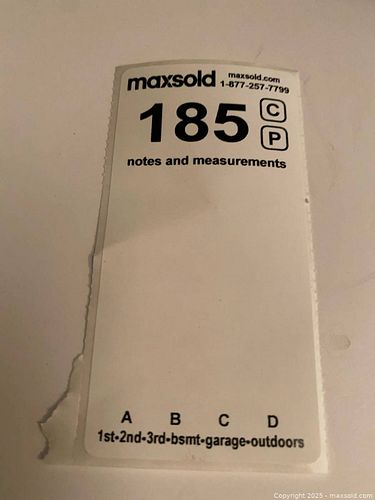 maxsold maxsold.com
1-877-257-7799
185 C
P
notes and measurements
A B C D
1st-2nd-3rd-bsmt-garage-outdoors
Copyright 2025 - maxsold.com